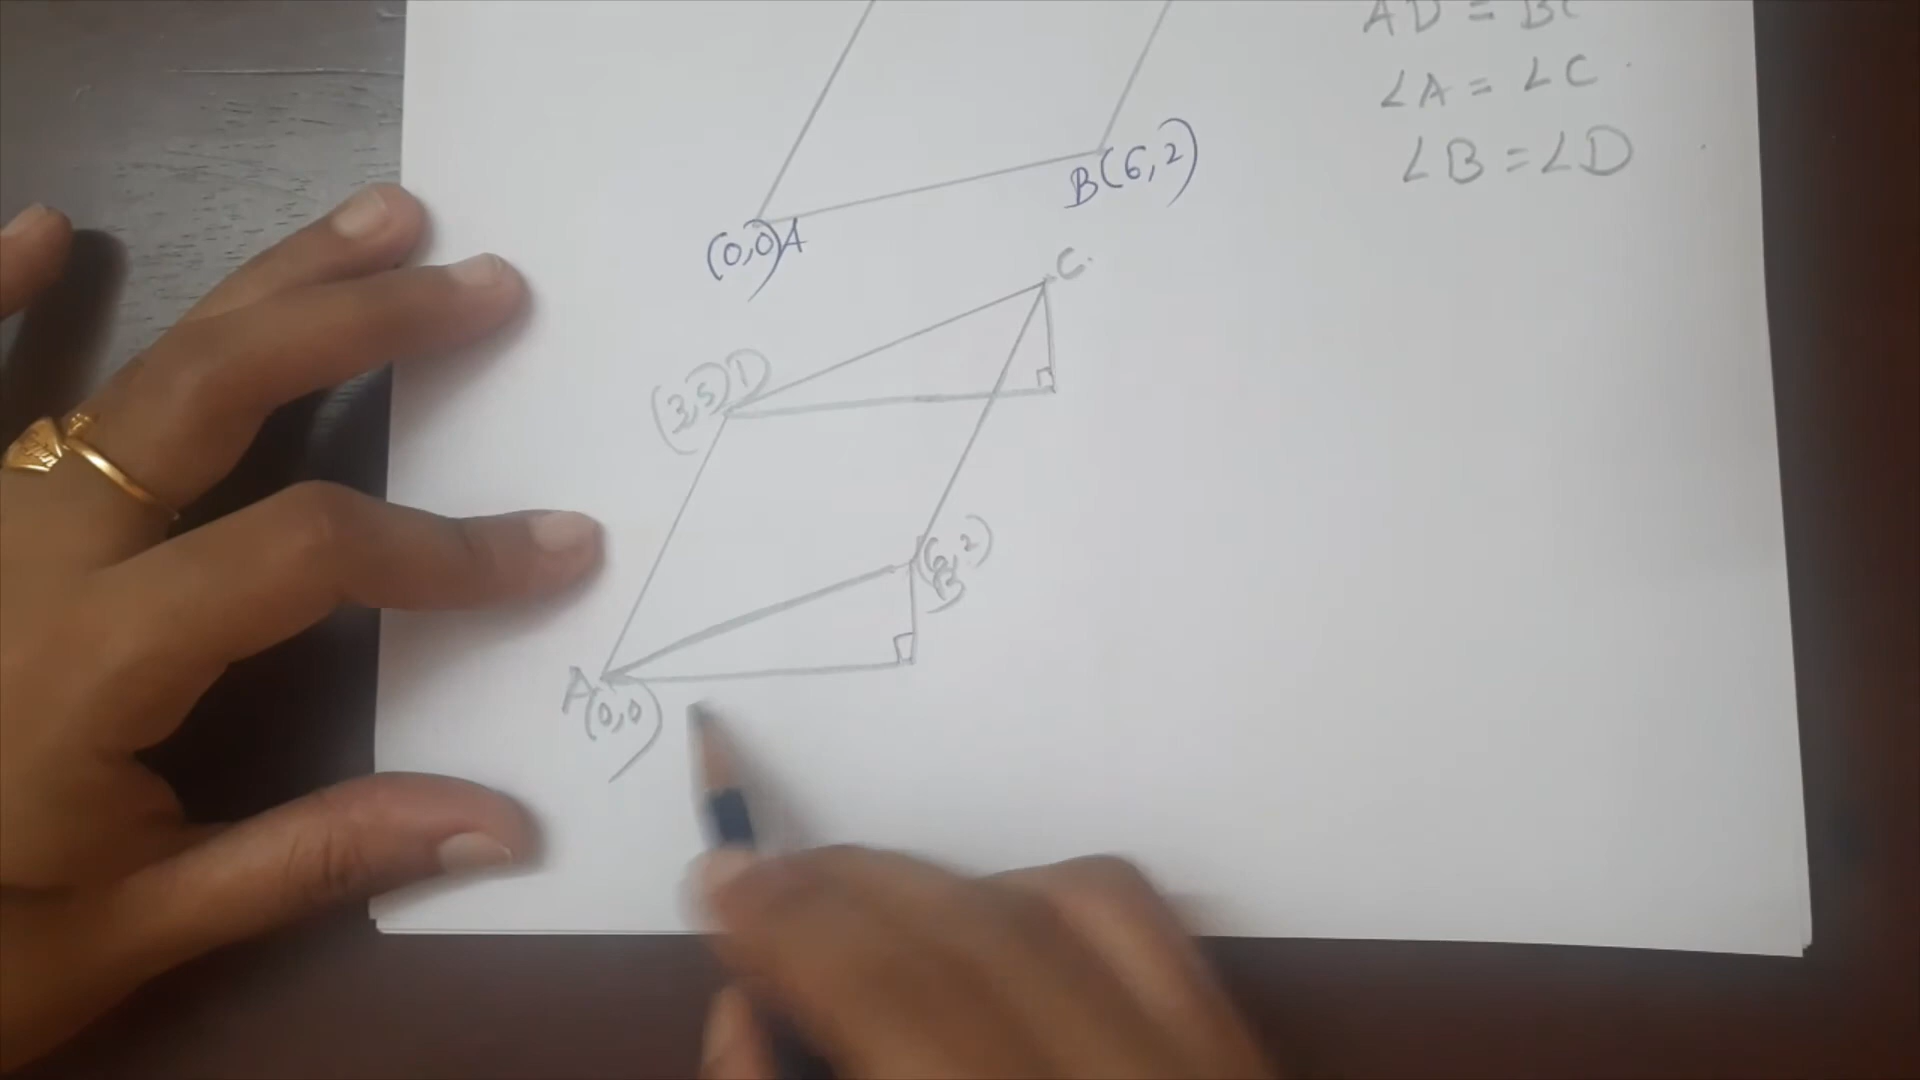 AD = BC
∠A = ∠C
∠B = ∠D
B(6,2)
(0,0)A
C
(3,5)D
(6,2)
B
A
(0,0)